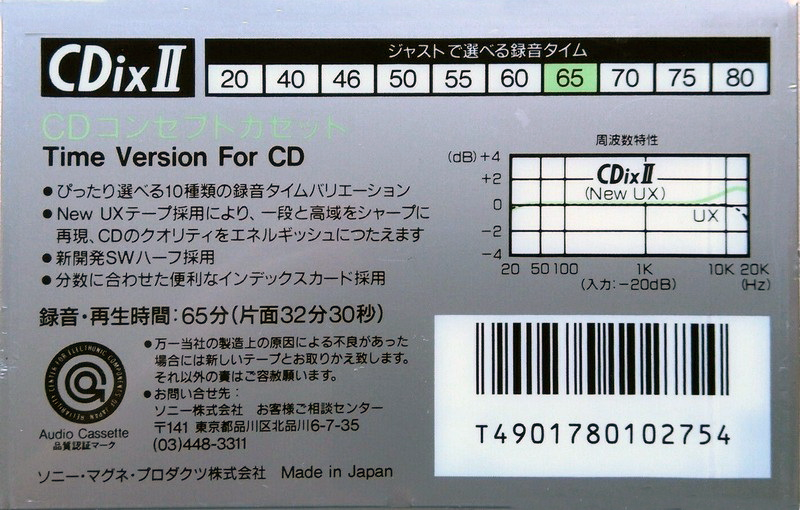 CDixⅡ
ジャストで選べる録音タイム
20 40 46 50 55 60 65 70 75 80
CDコンセプトカセット
Time Version For CD
●ぴったり選べる10種類の録音タイムバリエーション
●New UXテープ採用により、一段と高域をシャープに
再現、CDのクオリティをエネルギッシュにつたえます
●新開発SWハーフ採用
●分数に合わせた便利なインデックスカード採用
周波数特性
(dB) +4
+2
0
−2
−4
CDixⅡ
(New UX)
UX
20 50 100 1K 10K 20K
(入力:−20dB) (Hz)
録音・再生時間:65分(片面32分30秒)
RELIABILITY CENTER FOR ELECTRONIC COMPONENTS OF JAPAN
Audio Cassette
品質認証マーク
●万一当社の製造上の原因による不良があった
場合には新しいテープとお取りかえ致します。
それ以外の責はご容赦願います。
●お問い合せ先:
ソニー株式会社 お客様ご相談センター
〒141 東京都品川区北品川6-7-35
(03)448-3311
ソニー・マグネ・プロダクツ株式会社 Made in Japan
T4901780102754